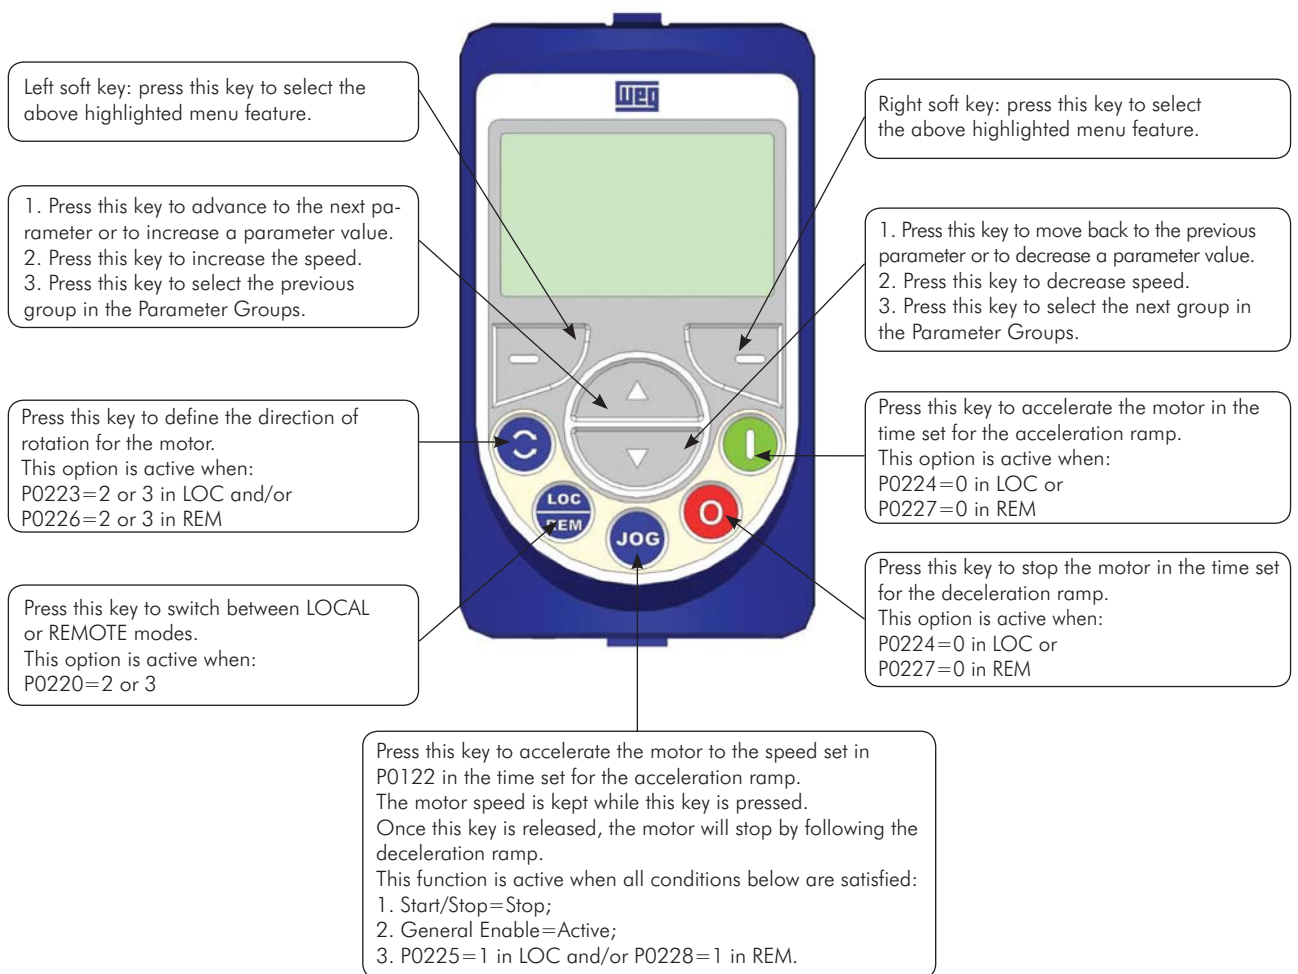 weg
Left soft key: press this key to select the
above highlighted menu feature.
Right soft key: press this key to select
the above highlighted menu feature.
1. Press this key to advance to the next pa-
rameter or to increase a parameter value.
2. Press this key to increase the speed.
3. Press this key to select the previous
group in the Parameter Groups.
1. Press this key to move back to the previous
parameter or to decrease a parameter value.
2. Press this key to decrease speed.
3. Press this key to select the next group in
the Parameter Groups.
Press this key to define the direction of
rotation for the motor.
This option is active when:
P0223=2 or 3 in LOC and/or
P0226=2 or 3 in REM
Press this key to accelerate the motor in the
time set for the acceleration ramp.
This option is active when:
P0224=0 in LOC or
P0227=0 in REM
LOC
REM
JOG
Press this key to switch between LOCAL
or REMOTE modes.
This option is active when:
P0220=2 or 3
Press this key to stop the motor in the time set
for the deceleration ramp.
This option is active when:
P0224=0 in LOC or
P0227=0 in REM
Press this key to accelerate the motor to the speed set in
P0122 in the time set for the acceleration ramp.
The motor speed is kept while this key is pressed.
Once this key is released, the motor will stop by following the
deceleration ramp.
This function is active when all conditions below are satisfied:
1. Start/Stop=Stop;
2. General Enable=Active;
3. P0225=1 in LOC and/or P0228=1 in REM.